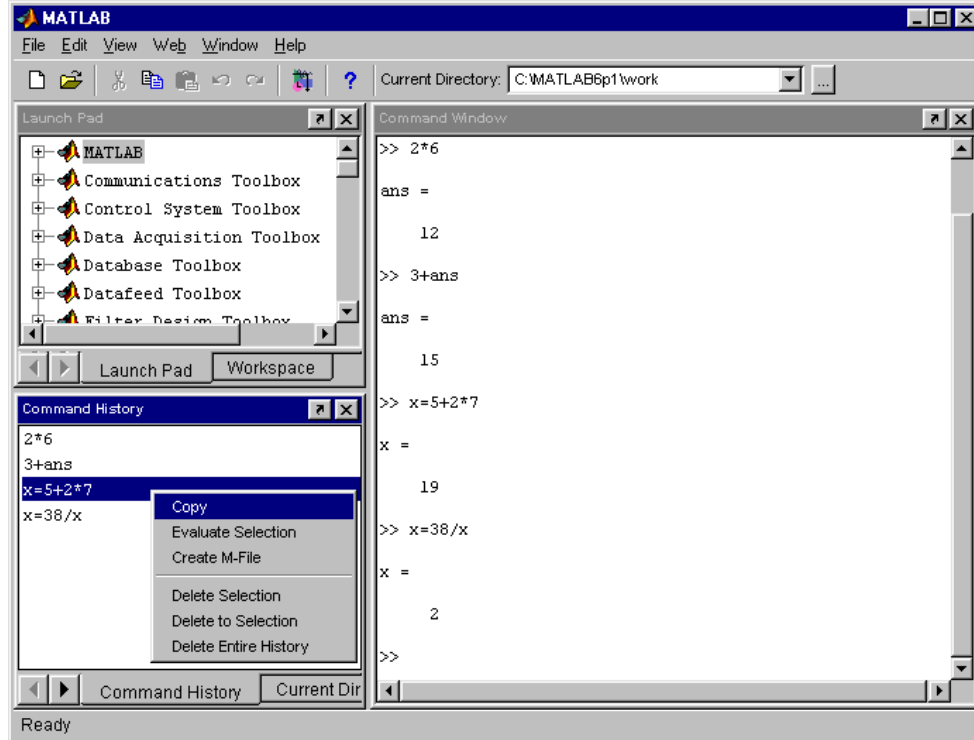 MATLAB
File Edit View Web Window Help
Current Directory: C:\MATLAB6p1\work ...
Launch Pad
MATLAB
Communications Toolbox
Control System Toolbox
Data Acquisition Toolbox
Database Toolbox
Datafeed Toolbox
Filter Design Toolbox
Launch Pad Workspace
Command History
2*6
3+ans
x=5+2*7
x=38/x
Copy
Evaluate Selection
Create M-File
Delete Selection
Delete to Selection
Delete Entire History
Command History Current Dir
Command Window
>> 2*6
ans =
12
>> 3+ans
ans =
15
>> x=5+2*7
x =
19
>> x=38/x
x =
2
>>
Ready